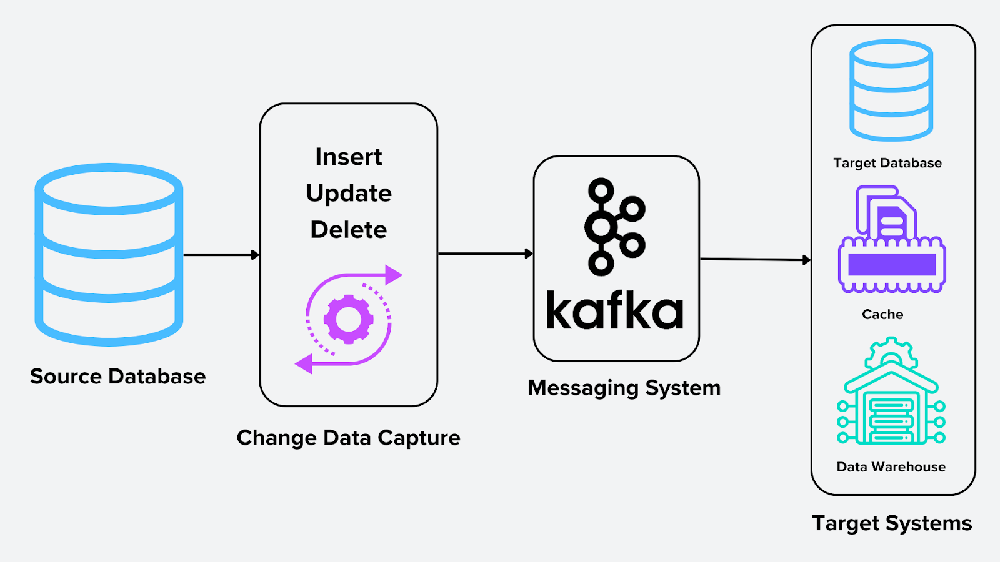 Source Database
Insert
Update
Delete
Change Data Capture
kafka
Messaging System
Target Database
Cache
Data Warehouse
Target Systems